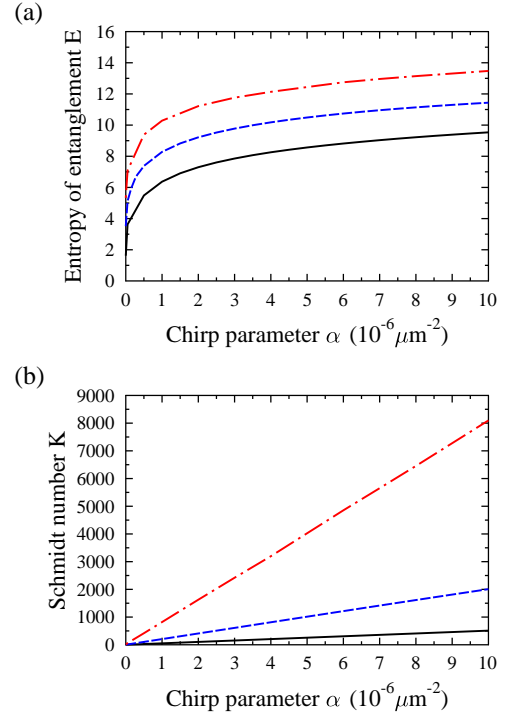 (a)
Entropy of entanglement E
16
14
12
10
8
6
4
2
0
0 1 2 3 4 5 6 7 8 9 10
Chirp parameter α (10⁻⁶μm⁻²)
(b)
Schmidt number K
9000
8000
7000
6000
5000
4000
3000
2000
1000
0
0 1 2 3 4 5 6 7 8 9 10
Chirp parameter α (10⁻⁶μm⁻²)